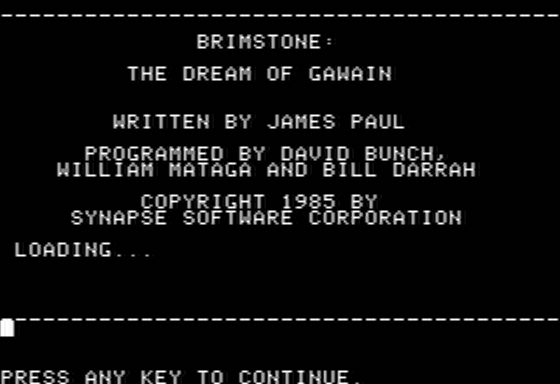 BRIMSTONE:
THE DREAM OF GAWAIN
WRITTEN BY JAMES PAUL
PROGRAMMED BY DAVID BUNCH,
WILLIAM MATAGA AND BILL DARRAH
COPYRIGHT 1985 BY
SYNAPSE SOFTWARE CORPORATION
LOADING...
PRESS ANY KEY TO CONTINUE.